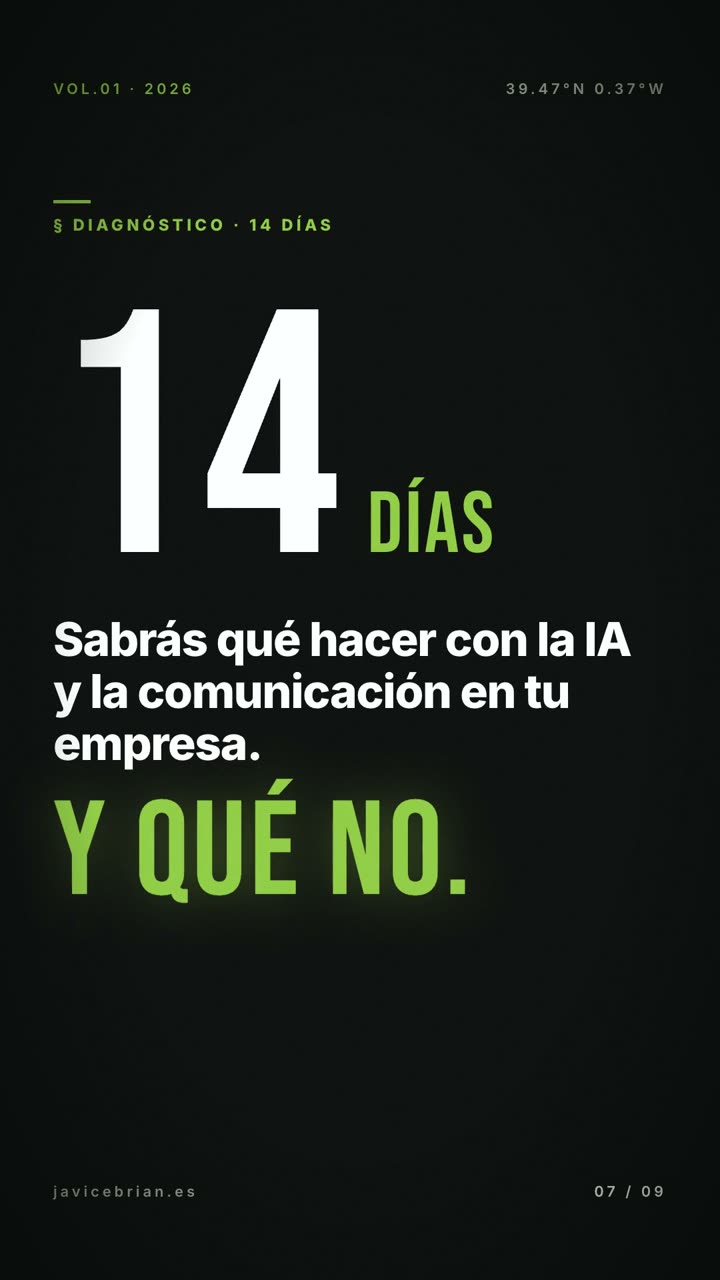 VOL.01 · 2026
39.47°N 0.37°W
§ DIAGNÓSTICO · 14 DÍAS
14 DÍAS
Sabrás qué hacer con la IA
y la comunicación en tu
empresa.
Y QUÉ NO.
javicebrian.es
07 / 09